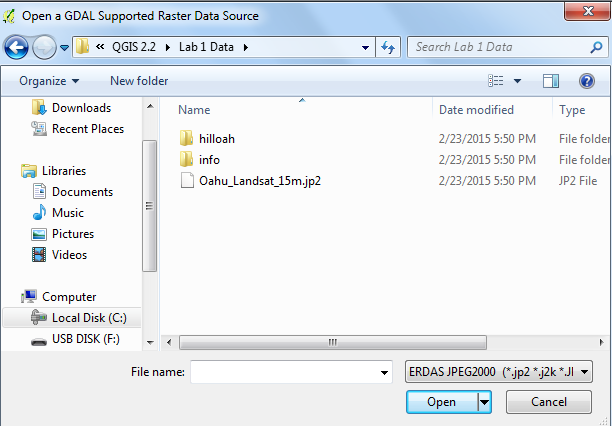 Open a GDAL Supported Raster Data Source
« QGIS 2.2 Lab 1 Data
Search Lab 1 Data
Organize New folder
Downloads
Recent Places
Libraries
Documents
Music
Pictures
Videos
Computer
Local Disk (C:)
USB DISK (F:)
Name Date modified Type
hilloah 2/23/2015 5:50 PM File folder
info 2/23/2015 5:50 PM File folder
Oahu_Landsat_15m.jp2 2/23/2015 5:50 PM JP2 File
File name: ERDAS JPEG2000 (*.jp2 *.j2k *.JI
Open Cancel